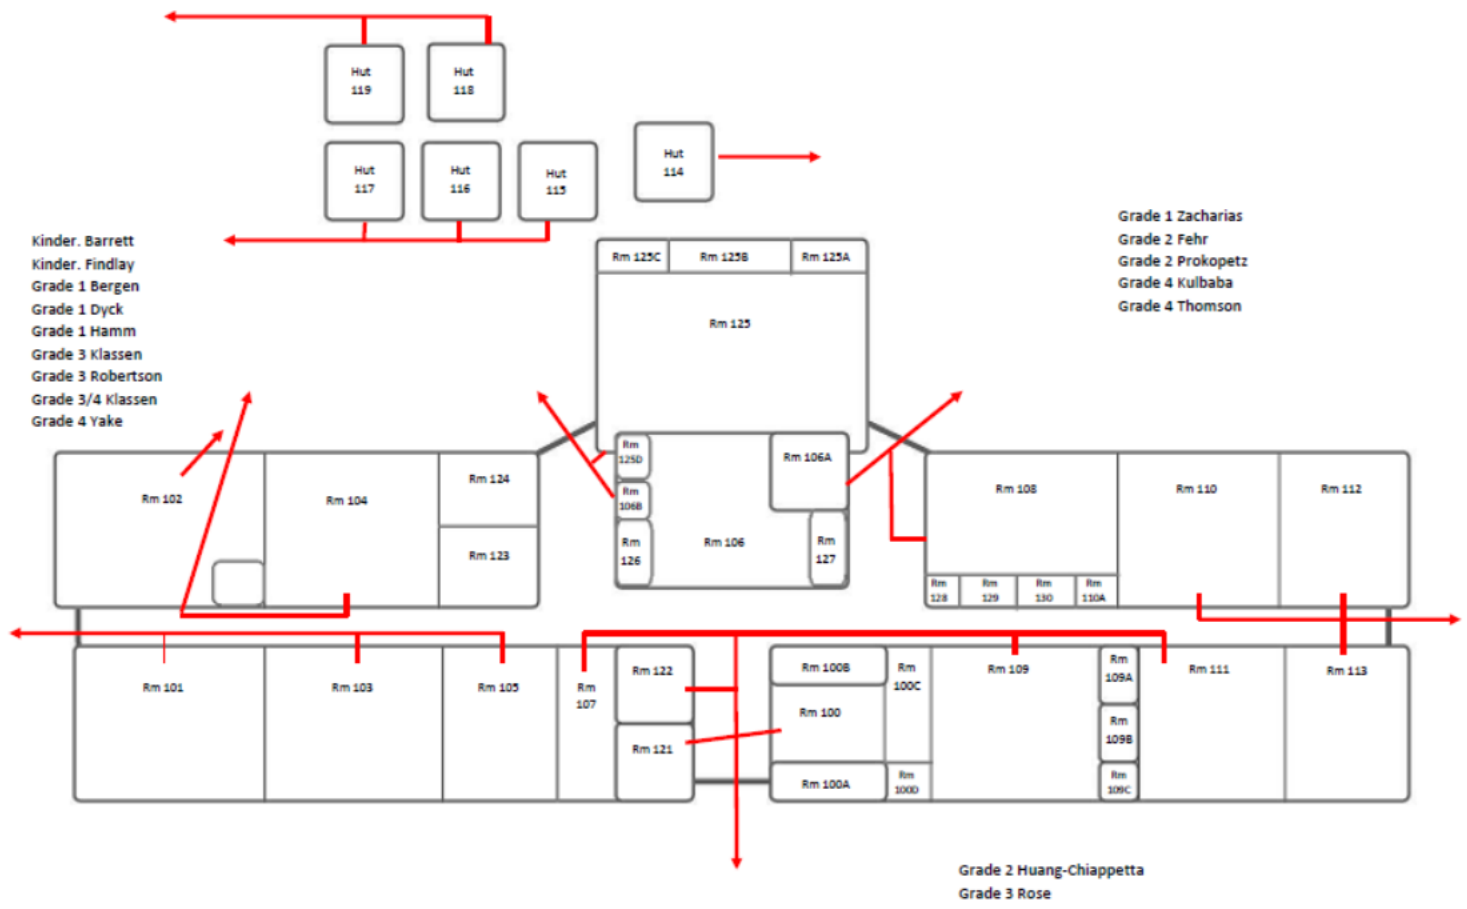 Hut
119
Hut
118
Hut
117
Hut
116
Hut
115
Hut
114
Kinder. Barrett
Kinder. Findlay
Grade 1 Bergen
Grade 1 Dyck
Grade 1 Hamm
Grade 3 Klassen
Grade 3 Robertson
Grade 3/4 Klassen
Grade 4 Yake
Grade 1 Zacharias
Grade 2 Fehr
Grade 2 Prokopetz
Grade 4 Kulbaba
Grade 4 Thomson
Rm 125C
Rm 125B
Rm 125A
Rm 125
Rm
125D
Rm 106A
Rm
106B
Rm
126
Rm 106
Rm
127
Rm 102
Rm 104
Rm 124
Rm 123
Rm 108
Rm 110
Rm 112
Rm
128
Rm
129
Rm
130
Rm
110A
Rm 101
Rm 103
Rm 105
Rm
107
Rm 122
Rm 121
Rm 100B
Rm
100C
Rm 100
Rm 100A
Rm
100D
Rm 109
Rm
109A
Rm
109B
Rm
109C
Rm 111
Rm 113
Grade 2 Huang-Chiappetta
Grade 3 Rose